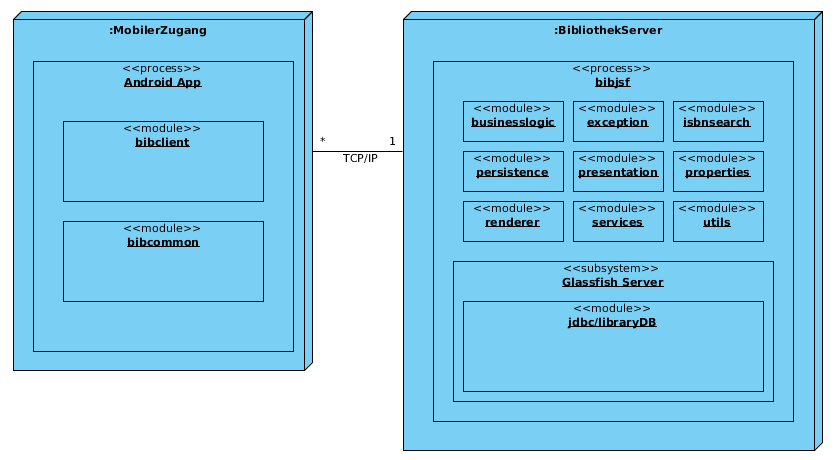 :MobilerZugang
<<process>>
Android App
<<module>>
bibclient
<<module>>
bibcommon
* 1
TCP/IP
:BibliothekServer
<<process>>
bibjsf
<<module>> <<module>> <<module>>
businesslogic exception isbnsearch
<<module>> <<module>> <<module>>
persistence presentation properties
<<module>> <<module>> <<module>>
renderer services utils
<<subsystem>>
Glassfish Server
<<module>>
jdbc/libraryDB